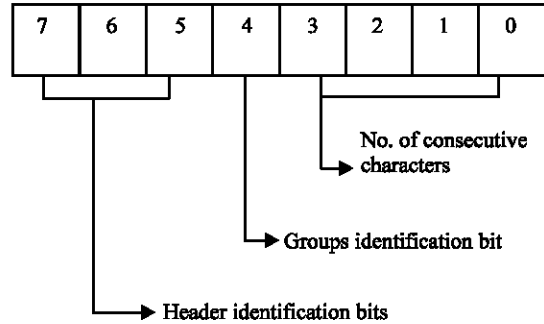 7 6 5 4 3 2 1 0
No. of consecutive
characters
Groups identification bit
Header identification bits